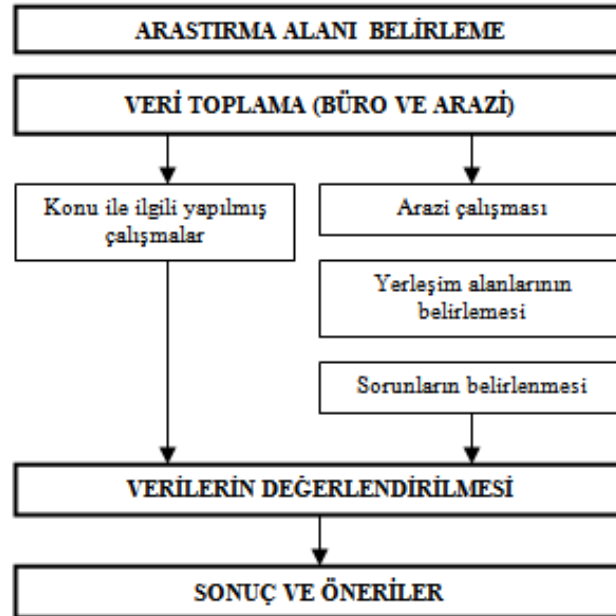 ARASTIRMA ALANI BELİRLEME
VERİ TOPLAMA (BÜRO VE ARAZİ)
Konu ile ilgili yapılmış
çalışmalar
Arazi çalışması
Yerleşim alanlarının
belirlemesi
Sorunların belirlenmesi
VERİLERİN DEĞERLENDİRİLMESİ
SONUÇ VE ÖNERİLER